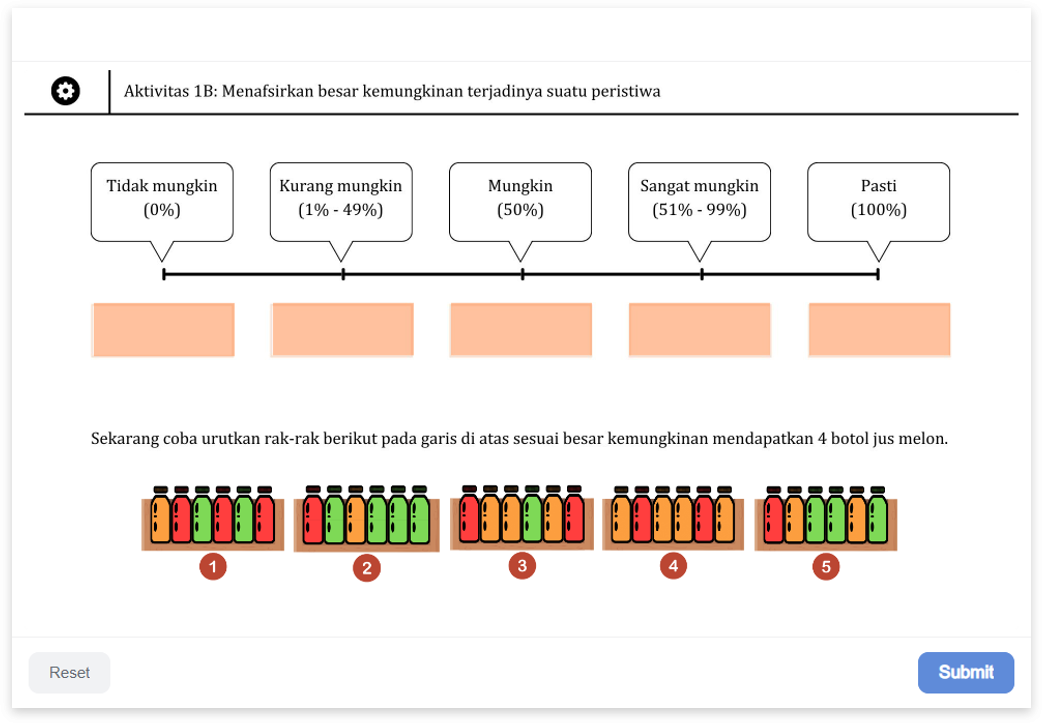 Aktivitas 1B: Menafsirkan besar kemungkinan terjadinya suatu peristiwa
Tidak mungkin
(0%)
Kurang mungkin
(1% - 49%)
Mungkin
(50%)
Sangat mungkin
(51% - 99%)
Pasti
(100%)
Sekarang coba urutkan rak-rak berikut pada garis di atas sesuai besar kemungkinan mendapatkan 4 botol jus melon.
1
2
3
4
5
Reset
Submit